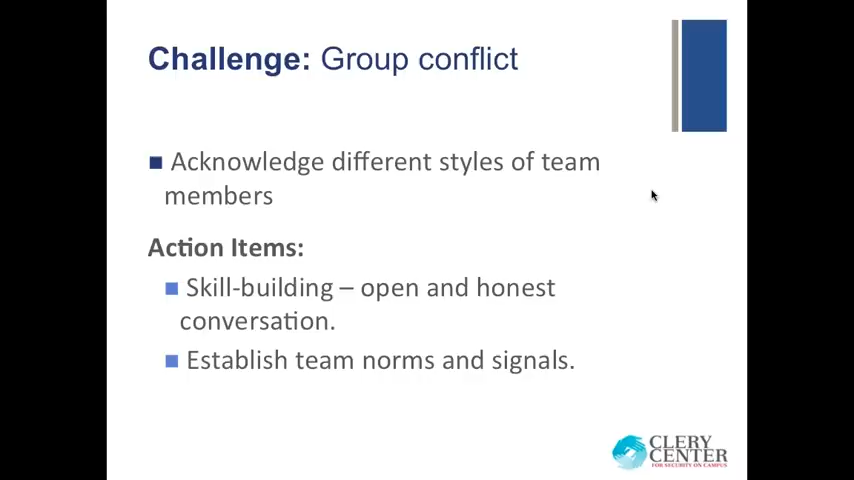 Challenge: Group conflict
Acknowledge different styles of team
members
Action Items:
Skill-building – open and honest
conversation.
Establish team norms and signals.
CLERY
CENTER
FOR SECURITY ON CAMPUS